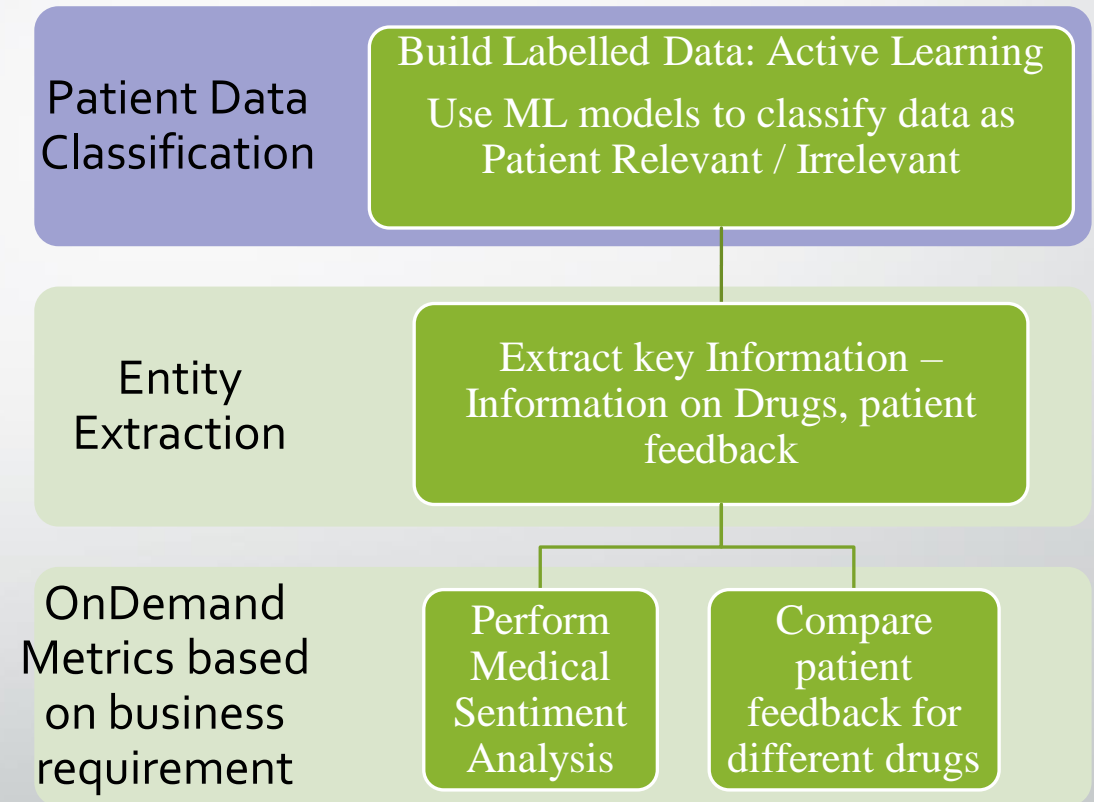 Patient Data
Classification
Build Labelled Data: Active Learning
Use ML models to classify data as
Patient Relevant / Irrelevant
Entity
Extraction
Extract key Information –
Information on Drugs, patient
feedback
OnDemand
Metrics based
on business
requirement
Perform
Medical
Sentiment
Analysis
Compare
patient
feedback for
different drugs